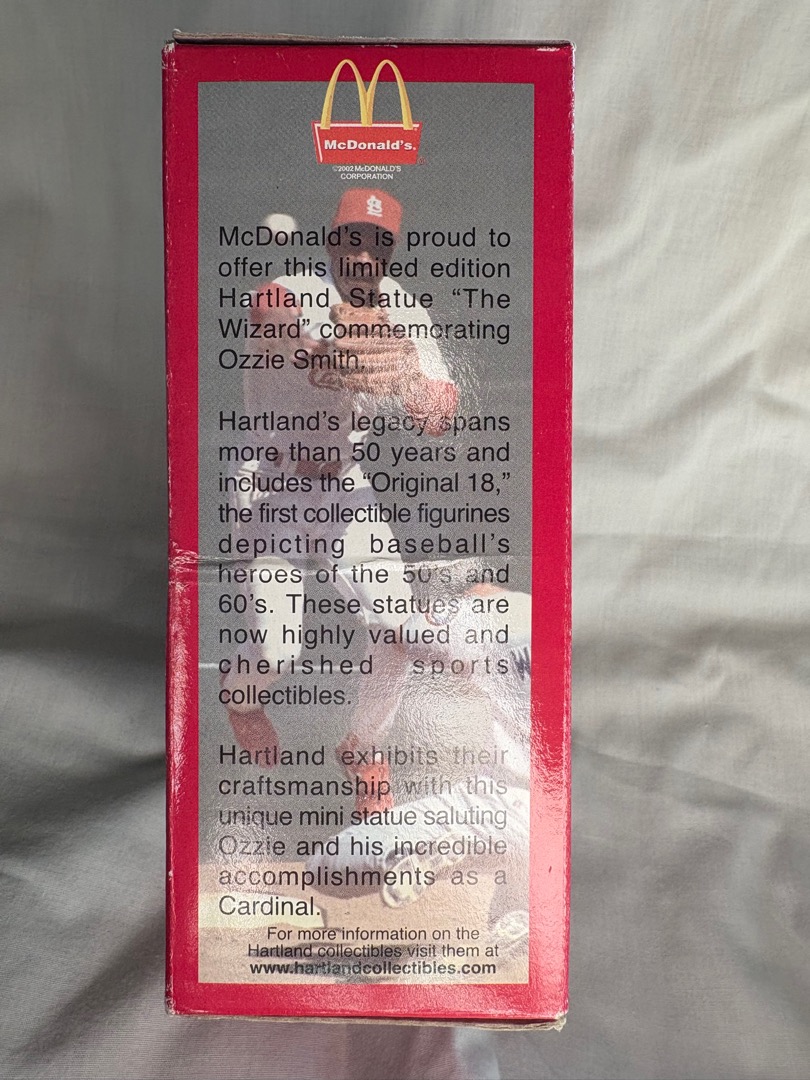 McDonald's.
©2002 McDONALD'S
CORPORATION
McDonald's is proud to
offer this limited edition
Hartland Statue “The
Wizard” commemorating
Ozzie Smith.
Hartland's legacy spans
more than 50 years and
includes the “Original 18,”
the first collectible figurines
depicting baseball's
heroes of the 50's and
60's. These statues are
now highly valued and
cherished sports
collectibles.
Hartland exhibits their
craftsmanship with this
unique mini statue saluting
Ozzie and his incredible
accomplishments as a
Cardinal.
For more information on the
Hartland collectibles visit them at
www.hartlandcollectibles.com